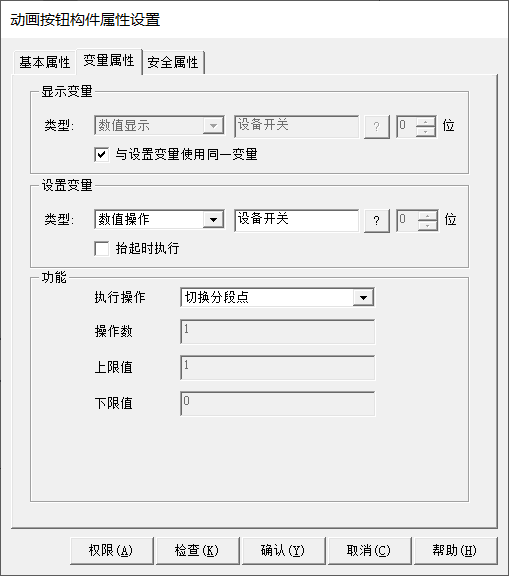 动画按钮构件属性设置
基本属性 变量属性 安全属性
显示变量
类型: 数值显示 设备开关 ? 0 位
与设置变量使用同一变量
设置变量
类型: 数值操作 设备开关 ? 0 位
抬起时执行
功能
执行操作 切换分段点
操作数 1
上限值 1
下限值 0
权限(A) 检查(K) 确认(Y) 取消(C) 帮助(H)